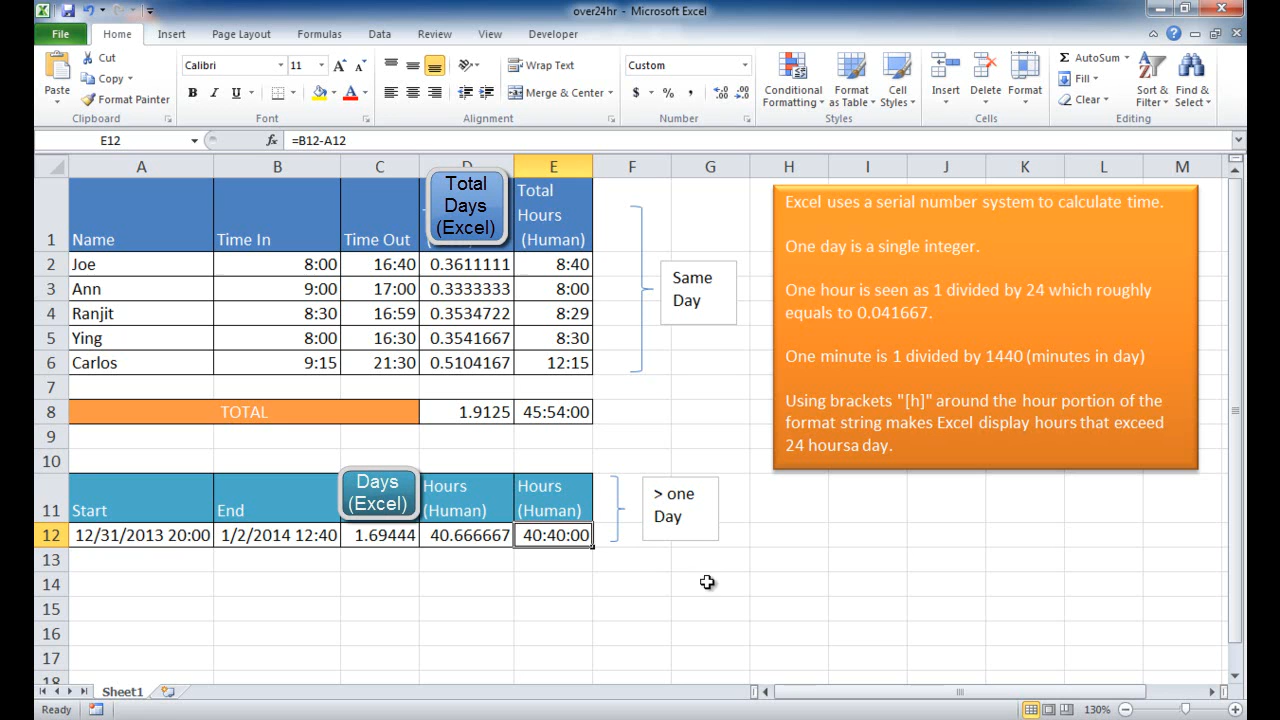 over24hr - Microsoft Excel
File Home Insert Page Layout Formulas Data Review View Developer
Paste
Cut
Copy
Format Painter
Clipboard
Calibri 11
B I U
Font
Wrap Text
Merge & Center
Alignment
Custom
$ % ,
Number
Conditional Formatting
Format as Table
Cell Styles
Styles
Insert Delete Format
Cells
AutoSum
Fill
Clear
Sort & Filter
Find & Select
Editing
E12 fx =B12-A12
A B C D E F G H I J K L M
1 Name Time In Time Out Total Days (Excel) Total Hours (Human)
2 Joe 8:00 16:40 0.3611111 8:40
3 Ann 9:00 17:00 0.3333333 8:00
4 Ranjit 8:30 16:59 0.3534722 8:29
5 Ying 8:00 16:30 0.3541667 8:30
6 Carlos 9:15 21:30 0.5104167 12:15
7
8 TOTAL 1.9125 45:54:00
9
10
11 Start End Days (Excel) Hours (Human) Hours (Human)
12 12/31/2013 20:00 1/2/2014 12:40 1.69444 40.666667 40:40:00
13
14
15
16
17
18
Same
Day
> one
Day
Excel uses a serial number system to calculate time.
One day is a single integer.
One hour is seen as 1 divided by 24 which roughly
equals to 0.041667.
One minute is 1 divided by 1440 (minutes in day)
Using brackets "[h]" around the hour portion of the
format string makes Excel display hours that exceed
24 hoursa day.
Sheet1
Ready 130%